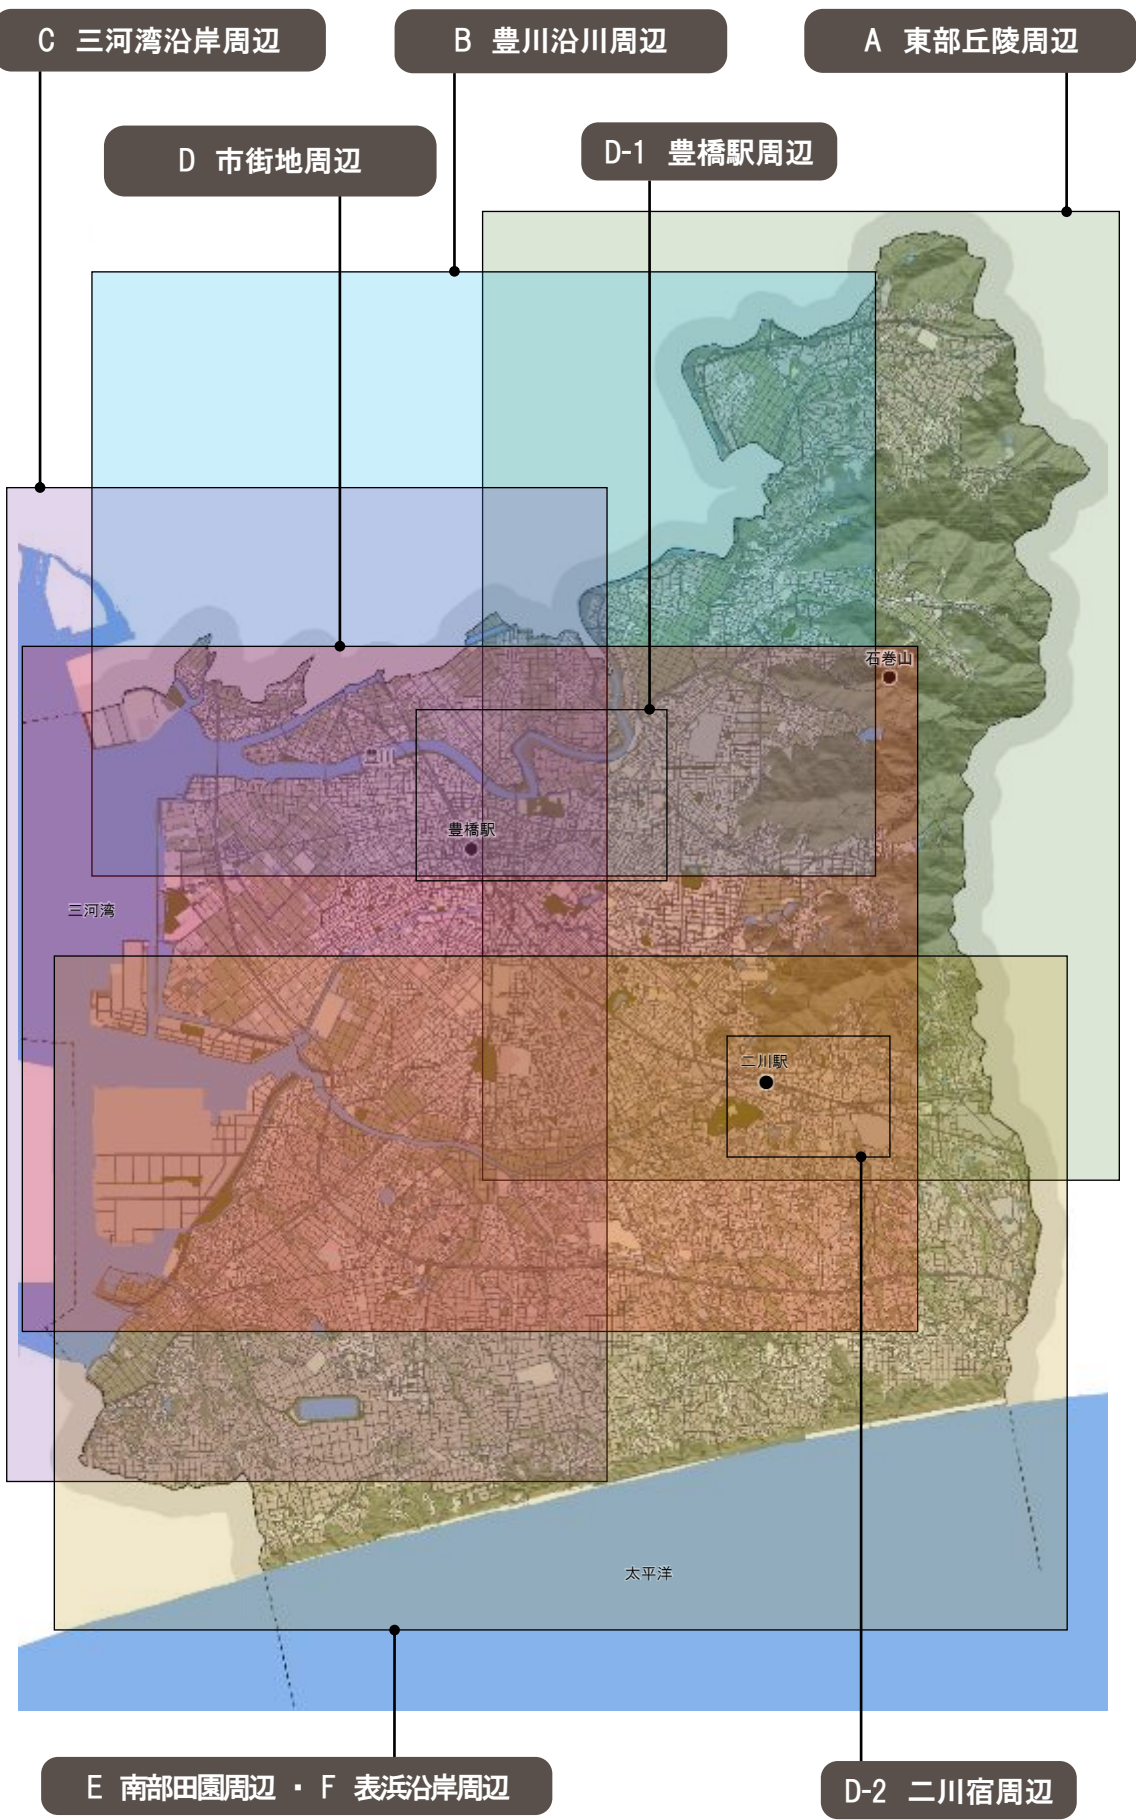 C 三河湾沿岸周辺
B 豊川沿川周辺
A 東部丘陵周辺
D 市街地周辺
D-1 豊橋駅周辺
石巻山
豊川
豊橋駅
三河湾
二川駅
太平洋
E 南部田園周辺 ・ F 表浜沿岸周辺
D-2 二川宿周辺